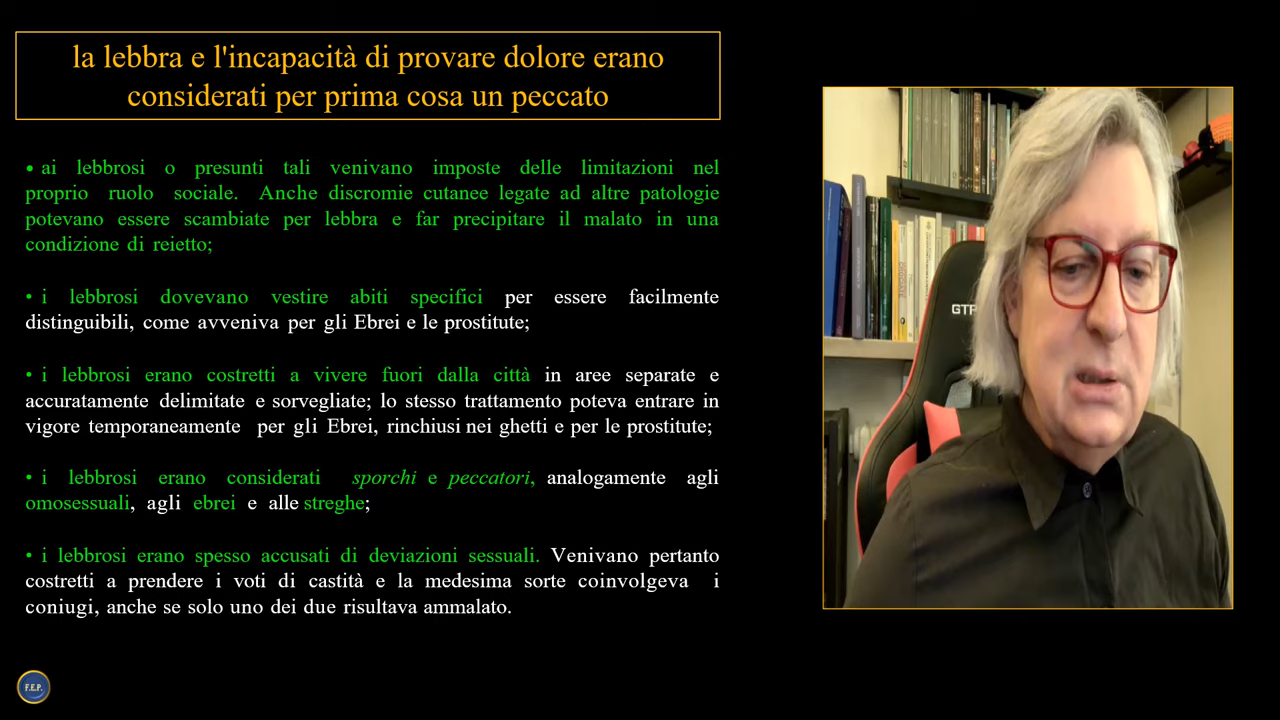 la lebbra e l'incapacità di provare dolore erano
considerati per prima cosa un peccato
• ai lebbrosi o presunti tali venivano imposte delle limitazioni nel
proprio ruolo sociale. Anche discromie cutanee legate ad altre patologie
potevano essere scambiate per lebbra e far precipitare il malato in una
condizione di reietto;
• i lebbrosi dovevano vestire abiti specifici per essere facilmente
distinguibili, come avveniva per gli Ebrei e le prostitute;
• i lebbrosi erano costretti a vivere fuori dalla città in aree separate e
accuratamente delimitate e sorvegliate; lo stesso trattamento poteva entrare in
vigore temporaneamente per gli Ebrei, rinchiusi nei ghetti e per le prostitute;
• i lebbrosi erano considerati sporchi e peccatori, analogamente agli
omosessuali, agli ebrei e alle streghe;
• i lebbrosi erano spesso accusati di deviazioni sessuali. Venivano pertanto
costretti a prendere i voti di castità e la medesima sorte coinvolgeva i
coniugi, anche se solo uno dei due risultava ammalato.
F.E.P.